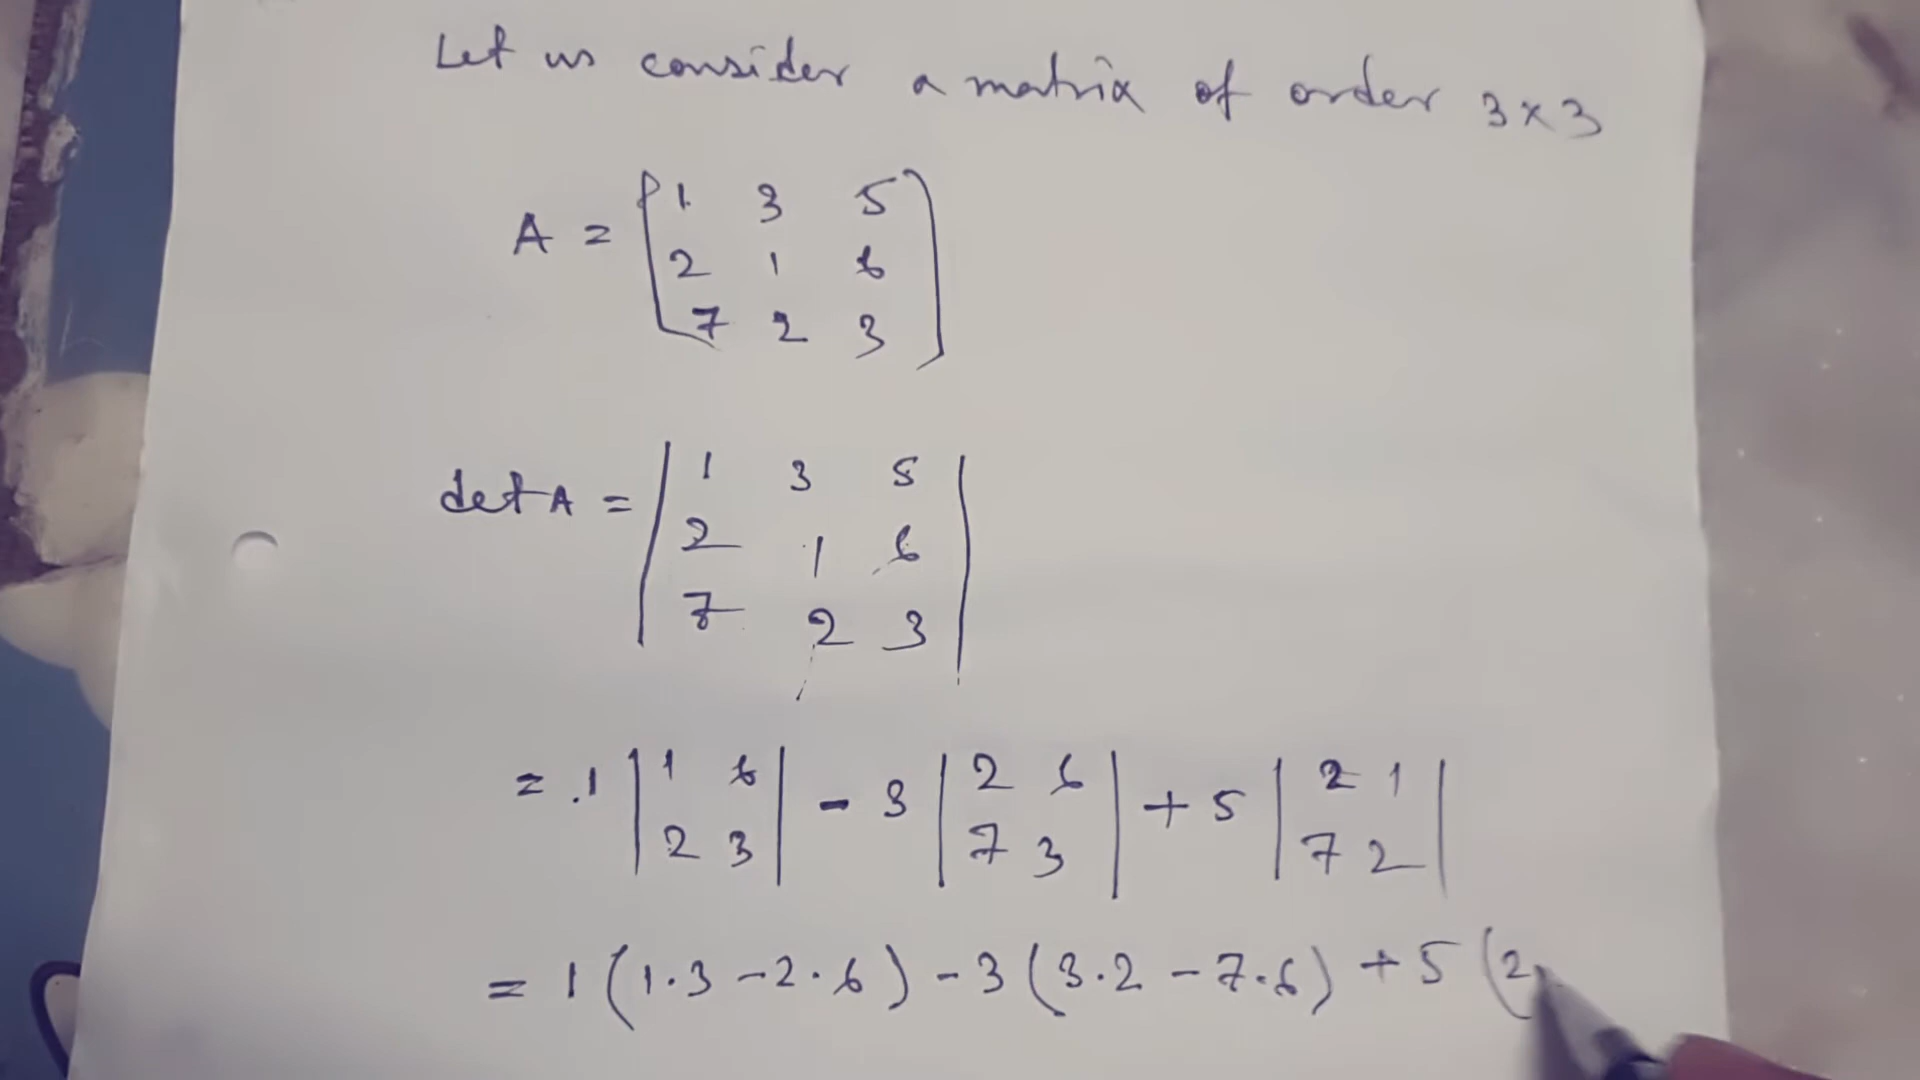 Let us consider a matrix of order 3×3
A = [1 3 5
2 1 6
7 2 3]
det A = |1 3 5
2 1 6
7 2 3|
= .1 |1 6
2 3| - 3 |2 6
7 3| + 5 |2 1
7 2|
= 1 (1·3 - 2·6) - 3 (3·2 - 7·6) + 5 (2